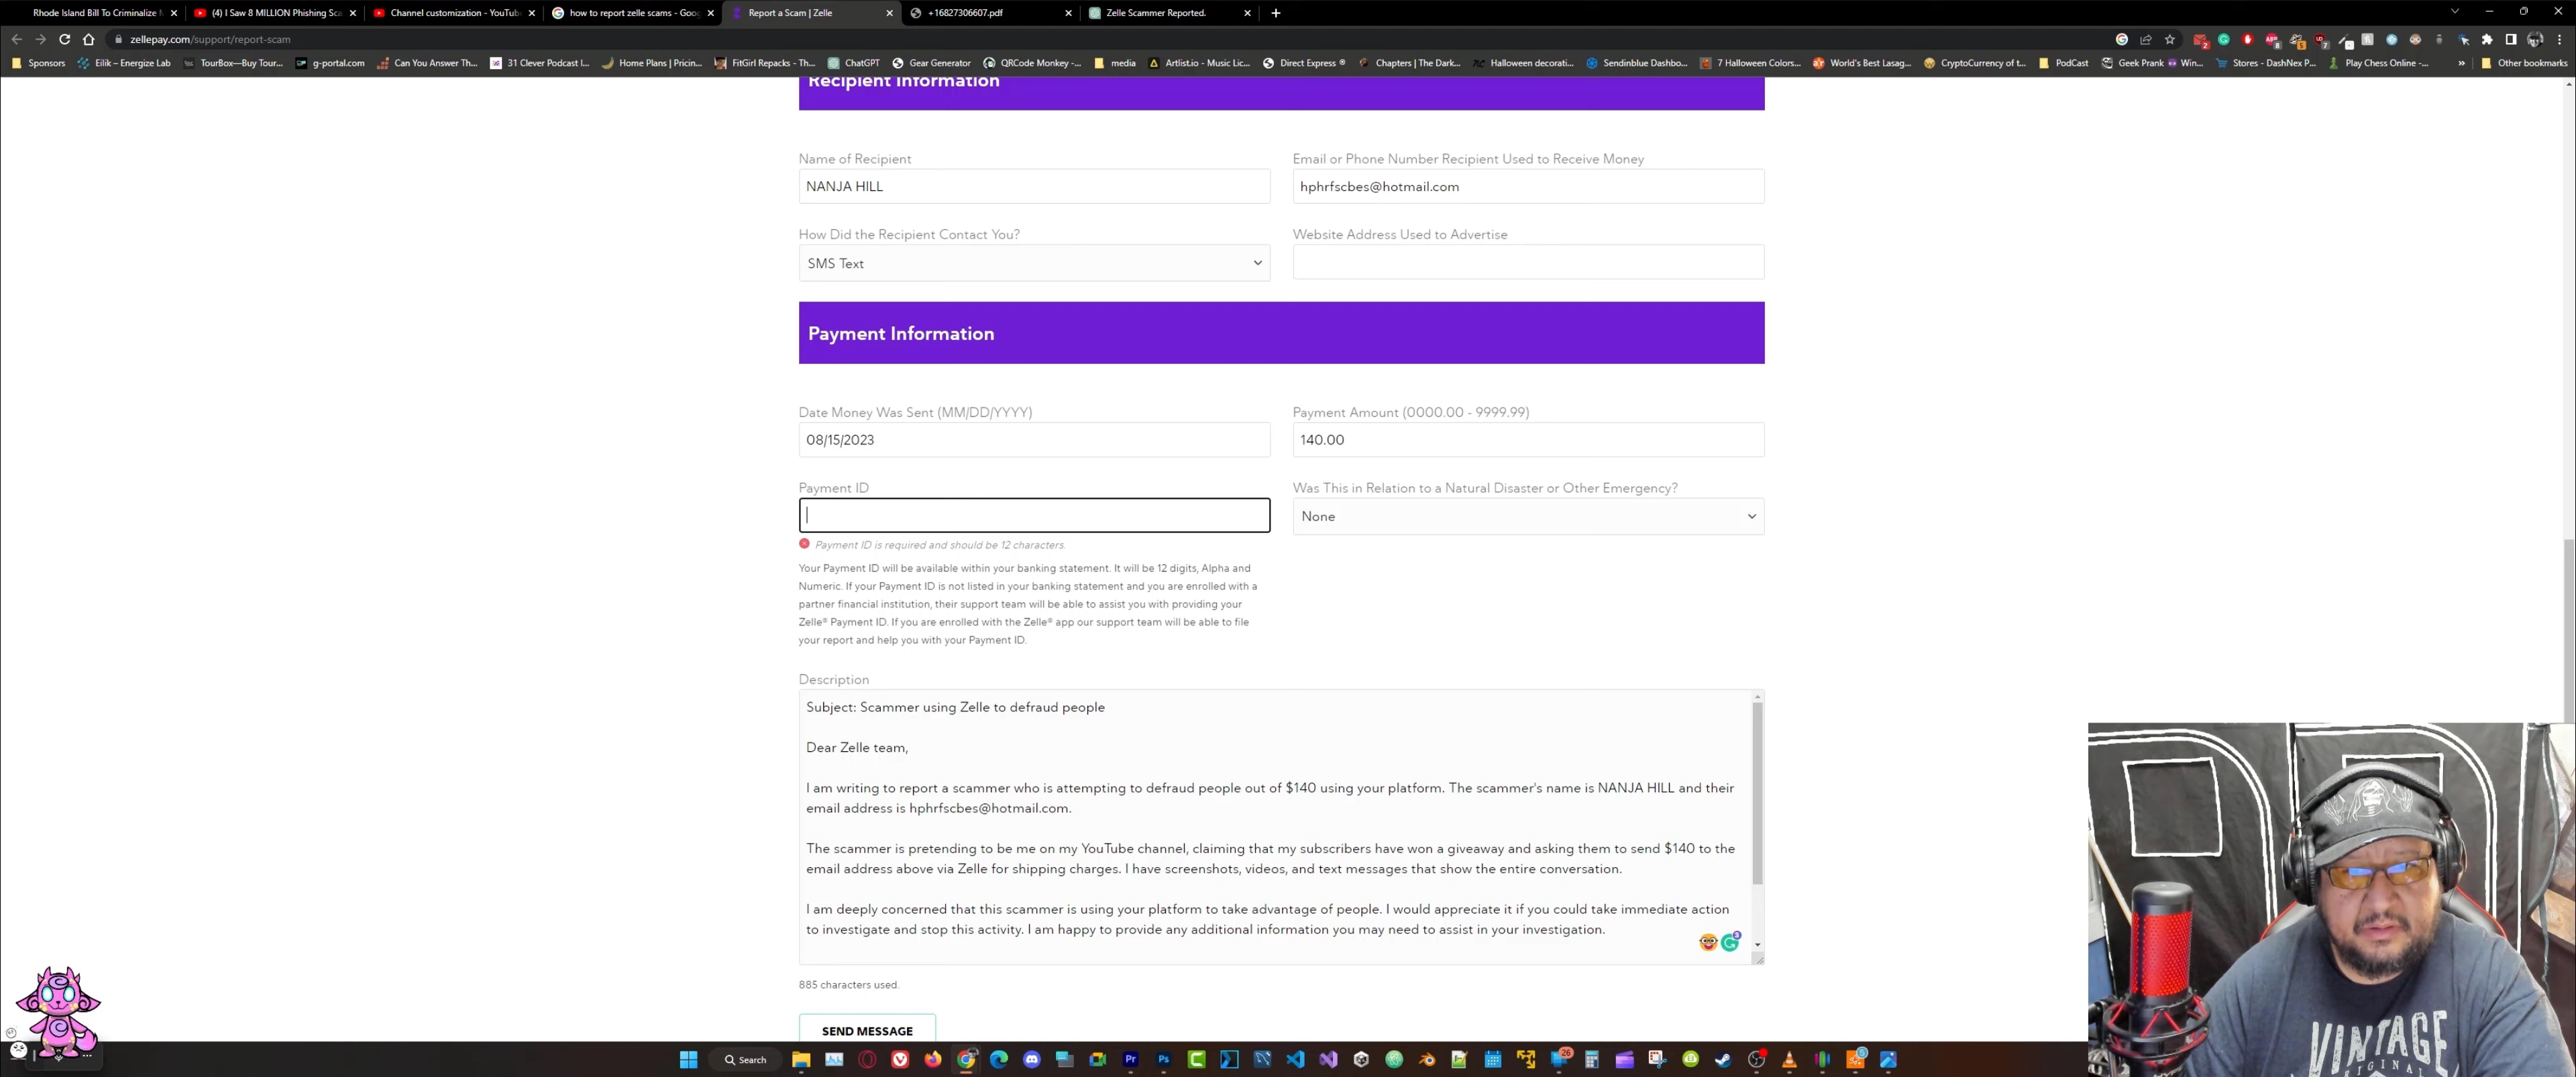 Rhode Island Bill To Criminalize M
(4) I Saw 8 MILLION Phishing Sca
Channel customization - YouTube
how to report zelle scams - Goog
Report a Scam | Zelle
+16827306607.pdf
Zelle Scammer Reported.
zellepay.com/support/report-scam
Sponsors
Eilik – Energize Lab
TourBox—Buy Tour...
g-portal.com
Can You Answer Th...
31 Clever Podcast I...
Home Plans | Pricin...
FitGirl Repacks - Th...
ChatGPT
Gear Generator
QRCode Monkey -...
media
Artlist.io - Music Lic...
Direct Express ®
Chapters | The Dark...
Halloween decorati...
Sendinblue Dashbo...
7 Halloween Colors...
World's Best Lasag...
CryptoCurrency of t...
PodCast
Geek Prank Win...
Stores - DashNex P...
Play Chess Online -...
Other bookmarks
Recipient Information
Name of Recipient
Email or Phone Number Recipient Used to Receive Money
NANJA HILL
hphrfscbes@hotmail.com
How Did the Recipient Contact You?
Website Address Used to Advertise
SMS Text
Payment Information
Date Money Was Sent (MM/DD/YYYY)
Payment Amount (0000.00 - 9999.99)
08/15/2023
140.00
Payment ID
Was This in Relation to a Natural Disaster or Other Emergency?
None
Payment ID is required and should be 12 characters.
Your Payment ID will be available within your banking statement. It will be 12 digits, Alpha and
Numeric. If your Payment ID is not listed in your banking statement and you are enrolled with a
partner financial institution, their support team will be able to assist you with providing your
Zelle® Payment ID. If you are enrolled with the Zelle® app our support team will be able to file
your report and help you with your Payment ID.
Description
Subject: Scammer using Zelle to defraud people
Dear Zelle team,
I am writing to report a scammer who is attempting to defraud people out of $140 using your platform. The scammer's name is NANJA HILL and their
email address is hphrfscbes@hotmail.com.
The scammer is pretending to be me on my YouTube channel, claiming that my subscribers have won a giveaway and asking them to send $140 to the
email address above via Zelle for shipping charges. I have screenshots, videos, and text messages that show the entire conversation.
I am deeply concerned that this scammer is using your platform to take advantage of people. I would appreciate it if you could take immediate action
to investigate and stop this activity. I am happy to provide any additional information you may need to assist in your investigation.
885 characters used.
SEND MESSAGE
Search
VINTAGE
ORIGINAL